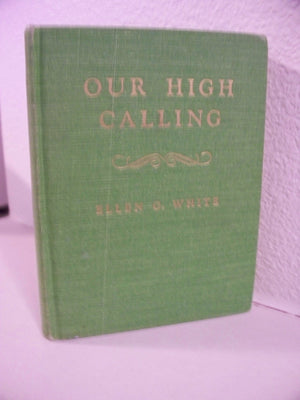 OUR HIGH
CALLING
ELLEN G. WHITE